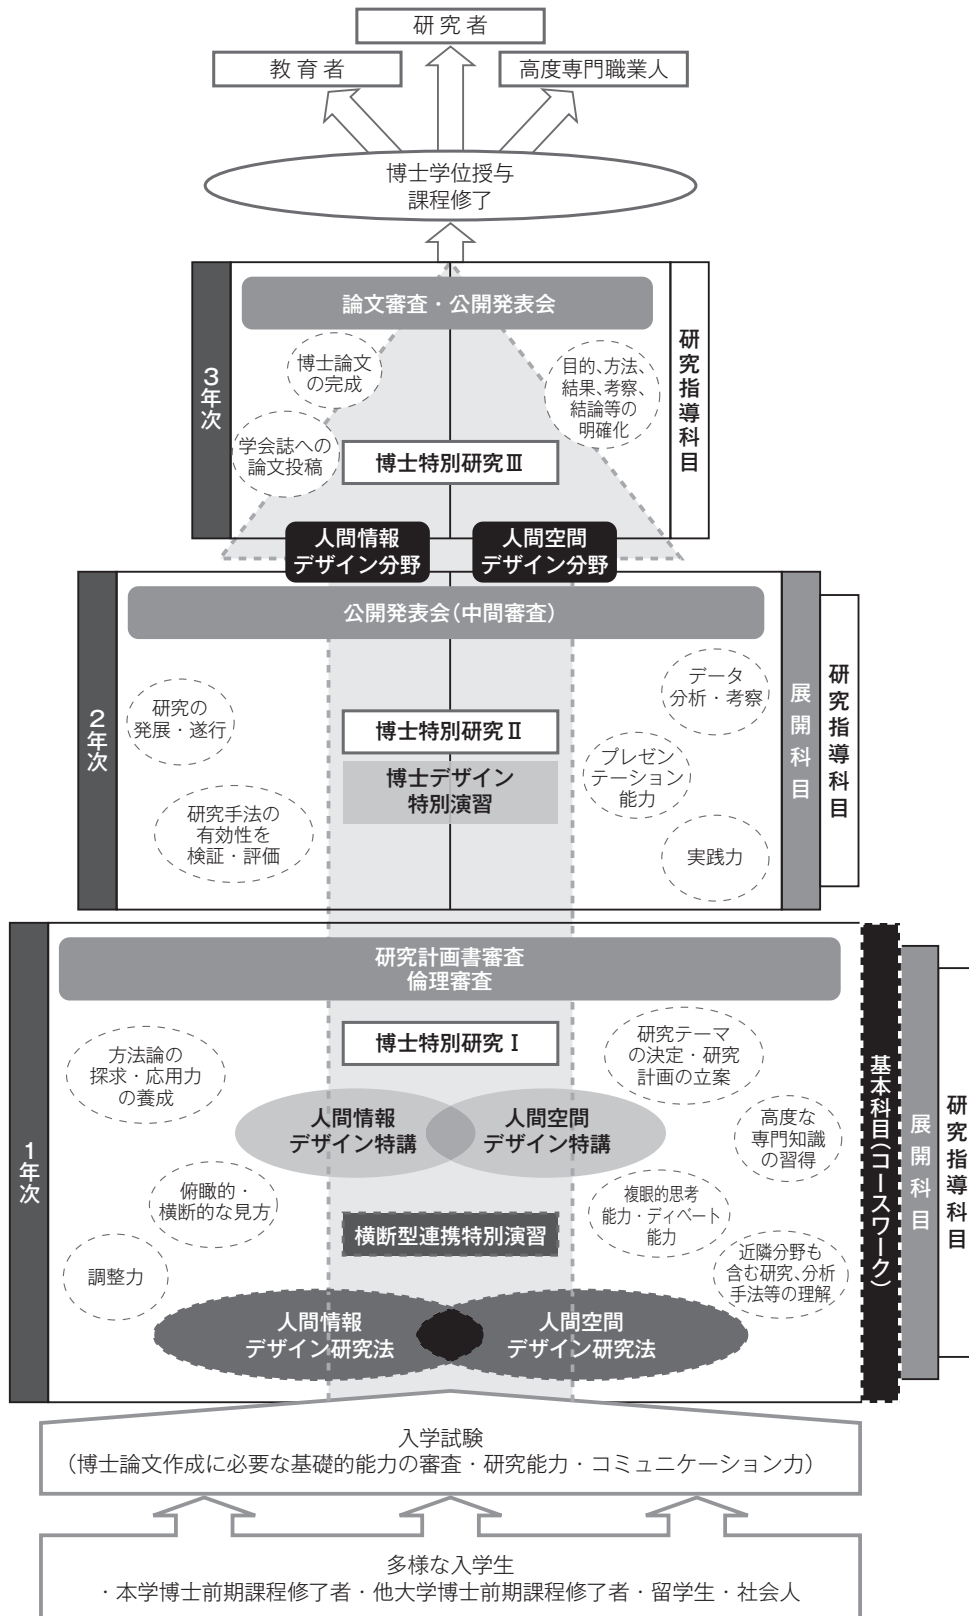 研究者
教育者
高度専門職業人
博士学位授与
課程修了
3年次
論文審査・公開発表会
博士論文
の完成
目的、方法、
結果、考察、
結論等の
明確化
学会誌への
論文投稿
博士特別研究Ⅲ
研究指導科目
人間情報
デザイン分野
人間空間
デザイン分野
2年次
公開発表会(中間審査)
研究の
発展・遂行
データ
分析・考察
博士特別研究Ⅱ
博士デザイン
特別演習
プレゼン
テーション
能力
研究手法の
有効性を
検証・評価
実践力
展開科目
研究指導科目
1年次
研究計画書審査
倫理審査
博士特別研究Ⅰ
方法論の
探求・応用力
の養成
研究テーマ
の決定・研究
計画の立案
人間情報
デザイン特講
人間空間
デザイン特講
高度な
専門知識
の習得
俯瞰的・
横断的な見方
複眼的思考
能力・ディベート
能力
横断型連携特別演習
調整力
近隣分野も
含む研究、分析
手法等の理解
人間情報
デザイン研究法
人間空間
デザイン研究法
基本科目(コースワーク)
展開科目
研究指導科目
入学試験
(博士論文作成に必要な基礎的能力の審査・研究能力・コミュニケーション力)
多様な入学生
・本学博士前期課程修了者・他大学博士前期課程修了者・留学生・社会人